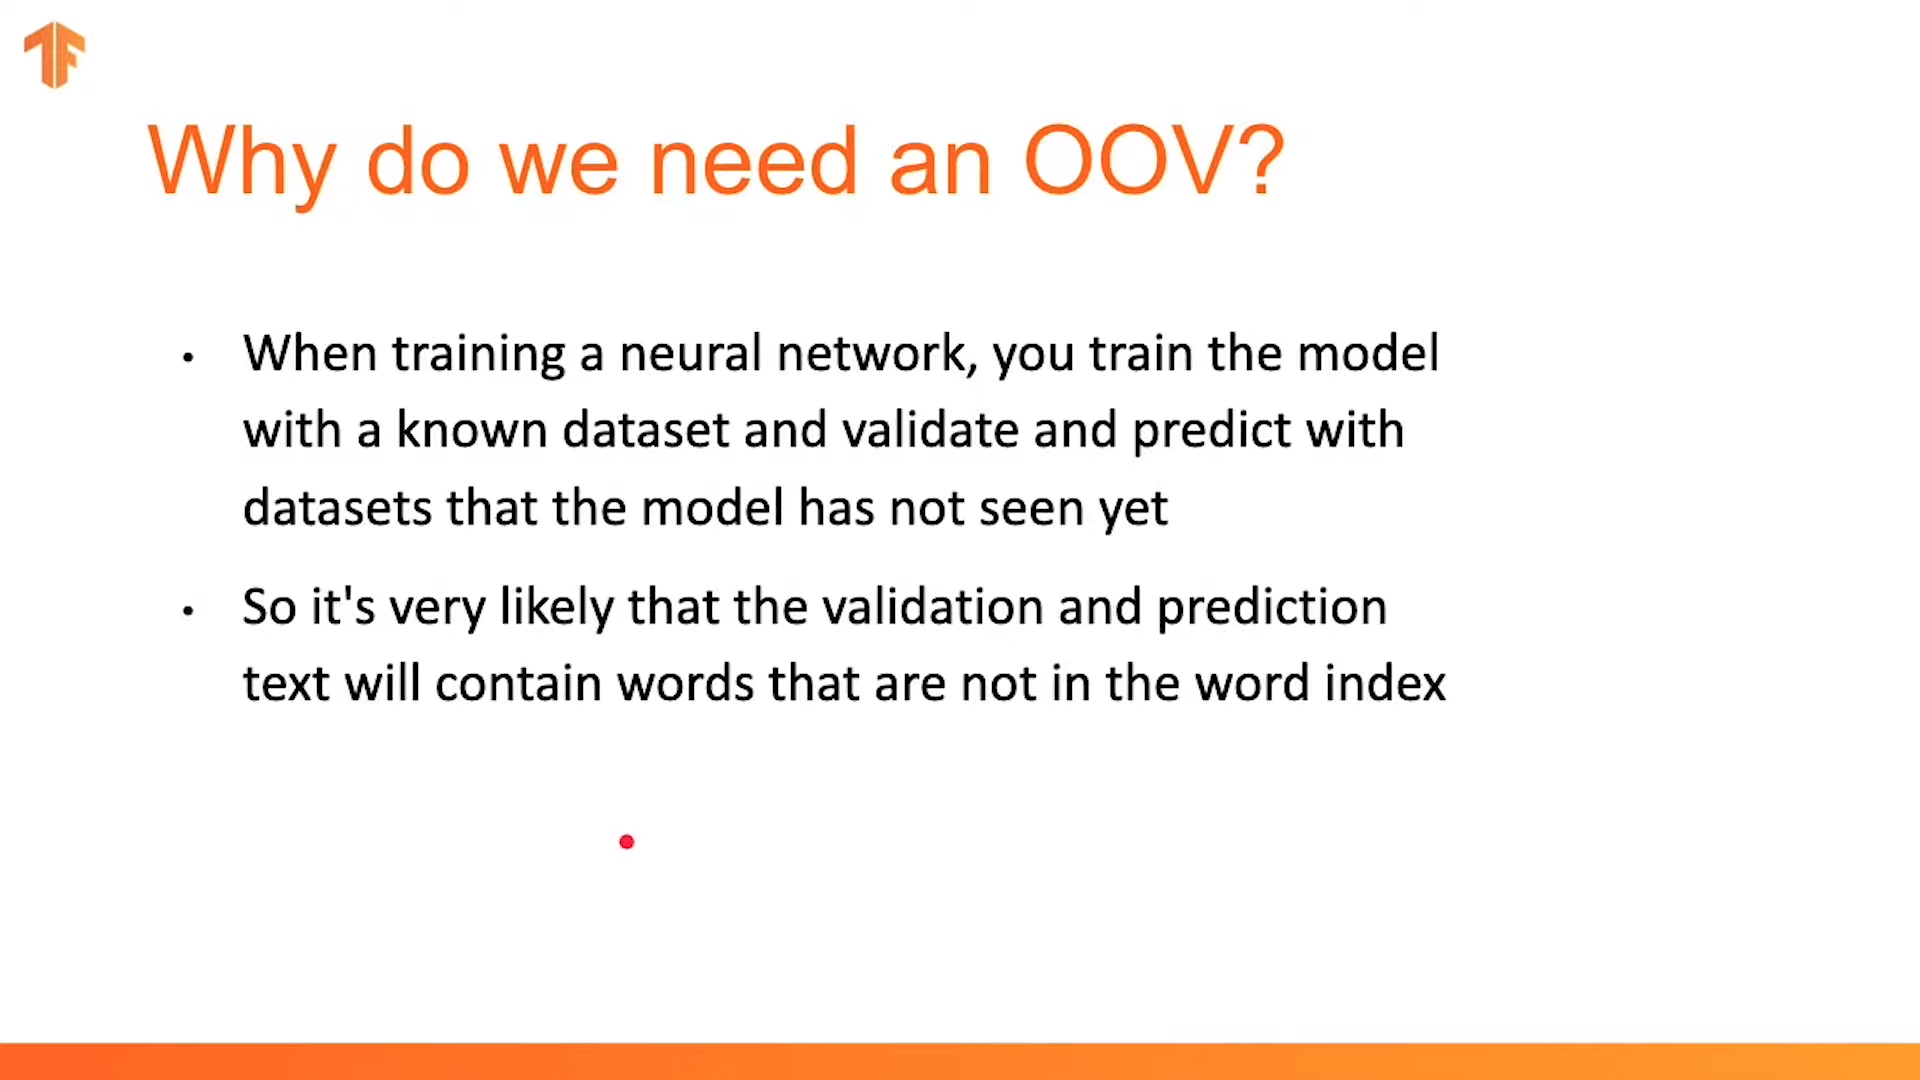 Why do we need an OOV?
• When training a neural network, you train the model
with a known dataset and validate and predict with
datasets that the model has not seen yet
• So it's very likely that the validation and prediction
text will contain words that are not in the word index